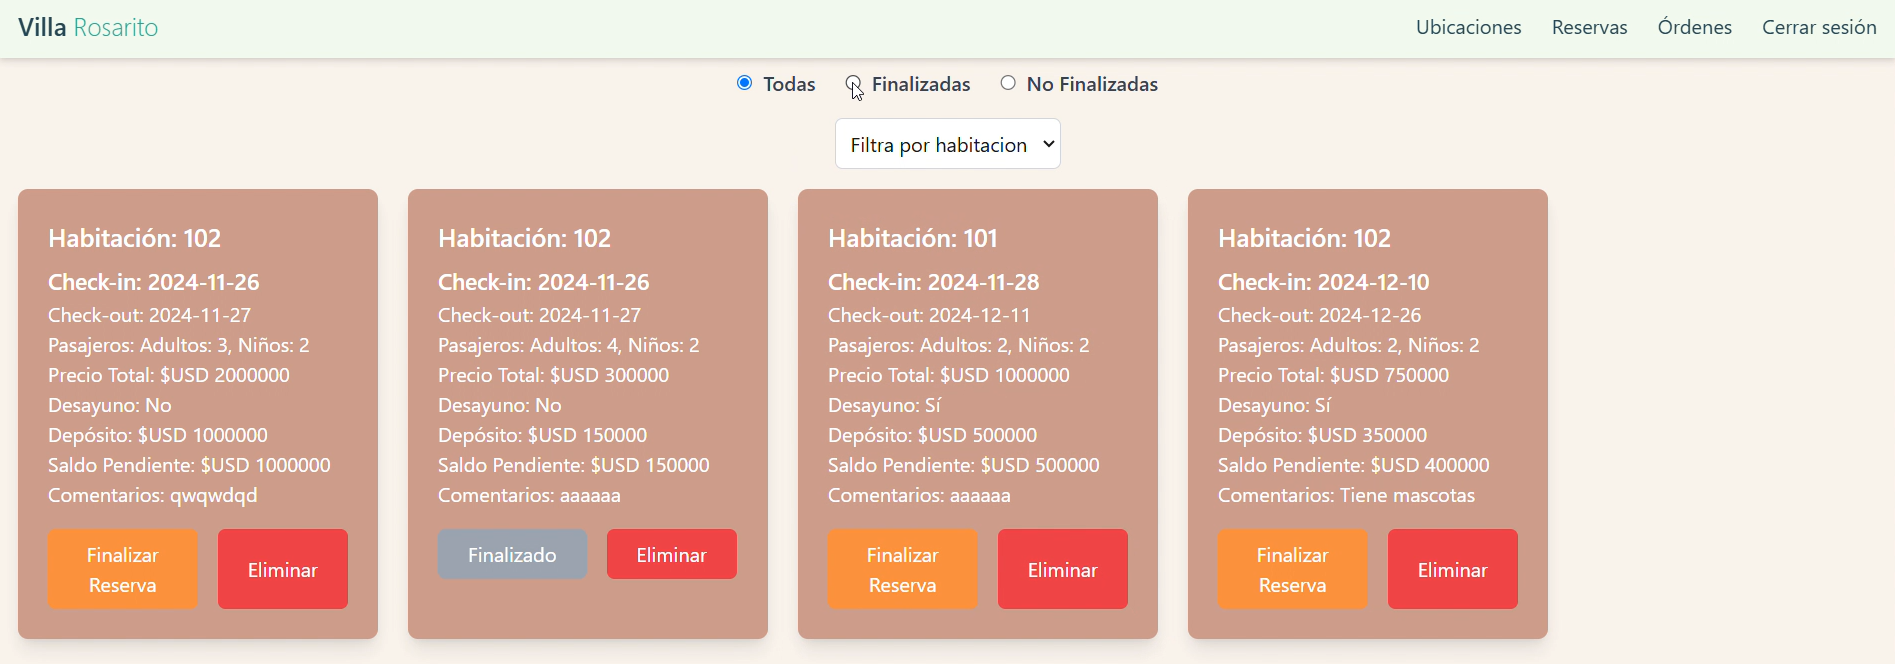 Villa Rosarito
Ubicaciones Reservas Órdenes Cerrar sesión
Todas Finalizadas No Finalizadas
Filtra por habitacion
Habitación: 102
Check-in: 2024-11-26
Check-out: 2024-11-27
Pasajeros: Adultos: 3, Niños: 2
Precio Total: $USD 2000000
Desayuno: No
Depósito: $USD 1000000
Saldo Pendiente: $USD 1000000
Comentarios: qwqwdqd
Finalizar
Reserva
Eliminar
Habitación: 102
Check-in: 2024-11-26
Check-out: 2024-11-27
Pasajeros: Adultos: 4, Niños: 2
Precio Total: $USD 300000
Desayuno: No
Depósito: $USD 150000
Saldo Pendiente: $USD 150000
Comentarios: aaaaaa
Finalizado
Eliminar
Habitación: 101
Check-in: 2024-11-28
Check-out: 2024-12-11
Pasajeros: Adultos: 2, Niños: 2
Precio Total: $USD 1000000
Desayuno: Sí
Depósito: $USD 500000
Saldo Pendiente: $USD 500000
Comentarios: aaaaaa
Finalizar
Reserva
Eliminar
Habitación: 102
Check-in: 2024-12-10
Check-out: 2024-12-26
Pasajeros: Adultos: 2, Niños: 2
Precio Total: $USD 750000
Desayuno: Sí
Depósito: $USD 350000
Saldo Pendiente: $USD 400000
Comentarios: Tiene mascotas
Finalizar
Reserva
Eliminar